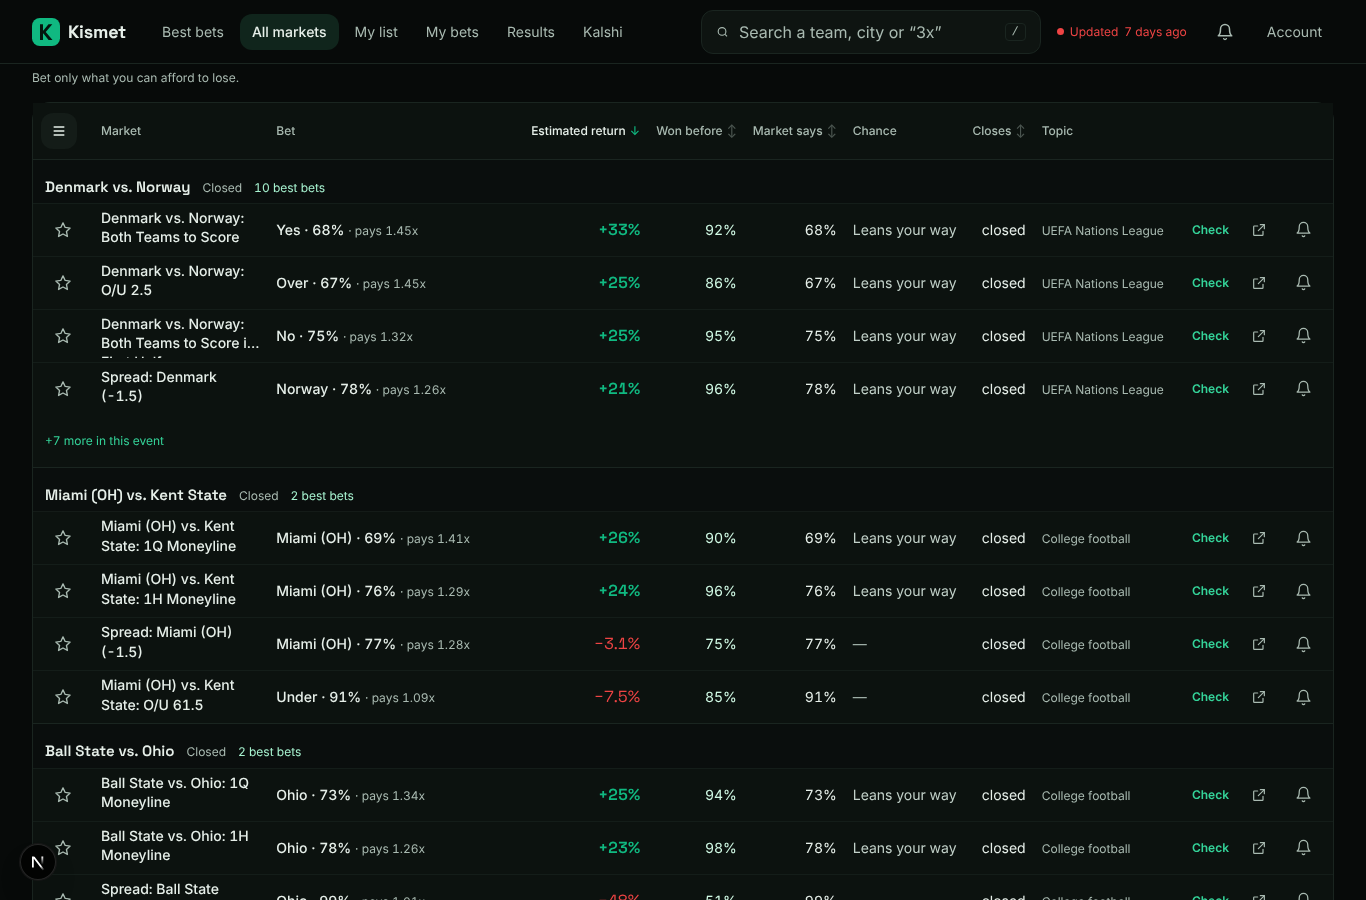 K Kismet Best bets All markets My list My bets Results Kalshi Search a team, city or “3x” / Updated 7 days ago Account
Bet only what you can afford to lose.
Market Bet Estimated return ↓ Won before Market says Chance Closes Topic
Denmark vs. Norway Closed 10 best bets
Denmark vs. Norway:
Both Teams to Score
Yes · 68% · pays 1.45x +33% 92% 68% Leans your way closed UEFA Nations League Check
Denmark vs. Norway:
O/U 2.5
Over · 67% · pays 1.45x +25% 86% 67% Leans your way closed UEFA Nations League Check
Denmark vs. Norway:
Both Teams to Score i...
No · 75% · pays 1.32x +25% 95% 75% Leans your way closed UEFA Nations League Check
Spread: Denmark
(-1.5)
Norway · 78% · pays 1.26x +21% 96% 78% Leans your way closed UEFA Nations League Check
+7 more in this event
Miami (OH) vs. Kent State Closed 2 best bets
Miami (OH) vs. Kent
State: 1Q Moneyline
Miami (OH) · 69% · pays 1.41x +26% 90% 69% Leans your way closed College football Check
Miami (OH) vs. Kent
State: 1H Moneyline
Miami (OH) · 76% · pays 1.29x +24% 96% 76% Leans your way closed College football Check
Spread: Miami (OH)
(-1.5)
Miami (OH) · 77% · pays 1.28x −3.1% 75% 77% — closed College football Check
Miami (OH) vs. Kent
State: O/U 61.5
Under · 91% · pays 1.09x −7.5% 85% 91% — closed College football Check
Ball State vs. Ohio Closed 2 best bets
Ball State vs. Ohio: 1Q
Moneyline
Ohio · 73% · pays 1.34x +25% 94% 73% Leans your way closed College football Check
Ball State vs. Ohio: 1H
Moneyline
Ohio · 78% · pays 1.26x +23% 98% 78% Leans your way closed College football Check
N
Spread: Ball State